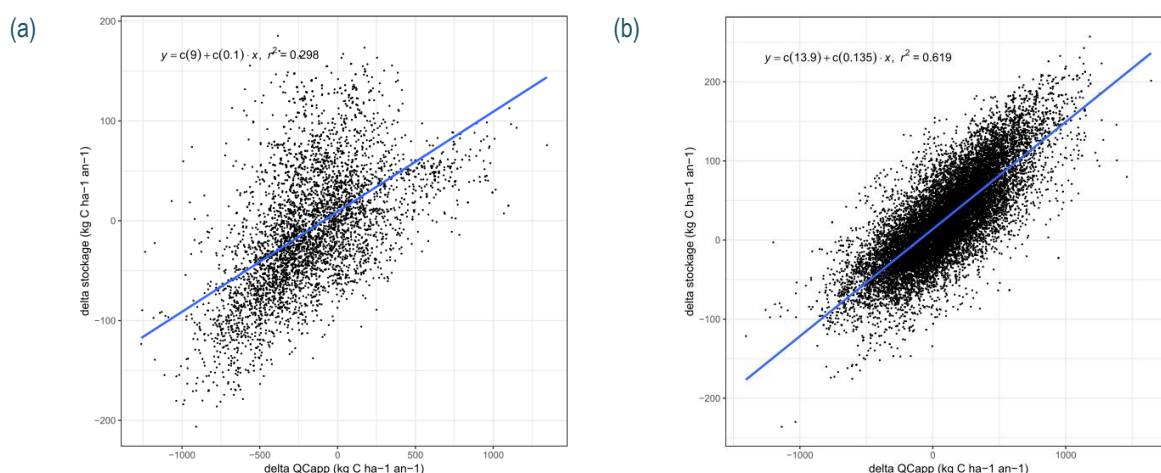 (a)
y = c(9) + c(0.1) · x, r² = 0.298
200
100
0
−100
−200
delta stockage (kg C ha−1 an−1)
−1000
−500
0
500
1000
delta QCapp (kg C ha−1 an−1)
(b)
y = c(13.9) + c(0.135) · x, r² = 0.619
200
100
0
−100
−200
delta stockage (kg C ha−1 an−1)
−1000
0
1000
delta QCapp (kg C ha−1 an−1)